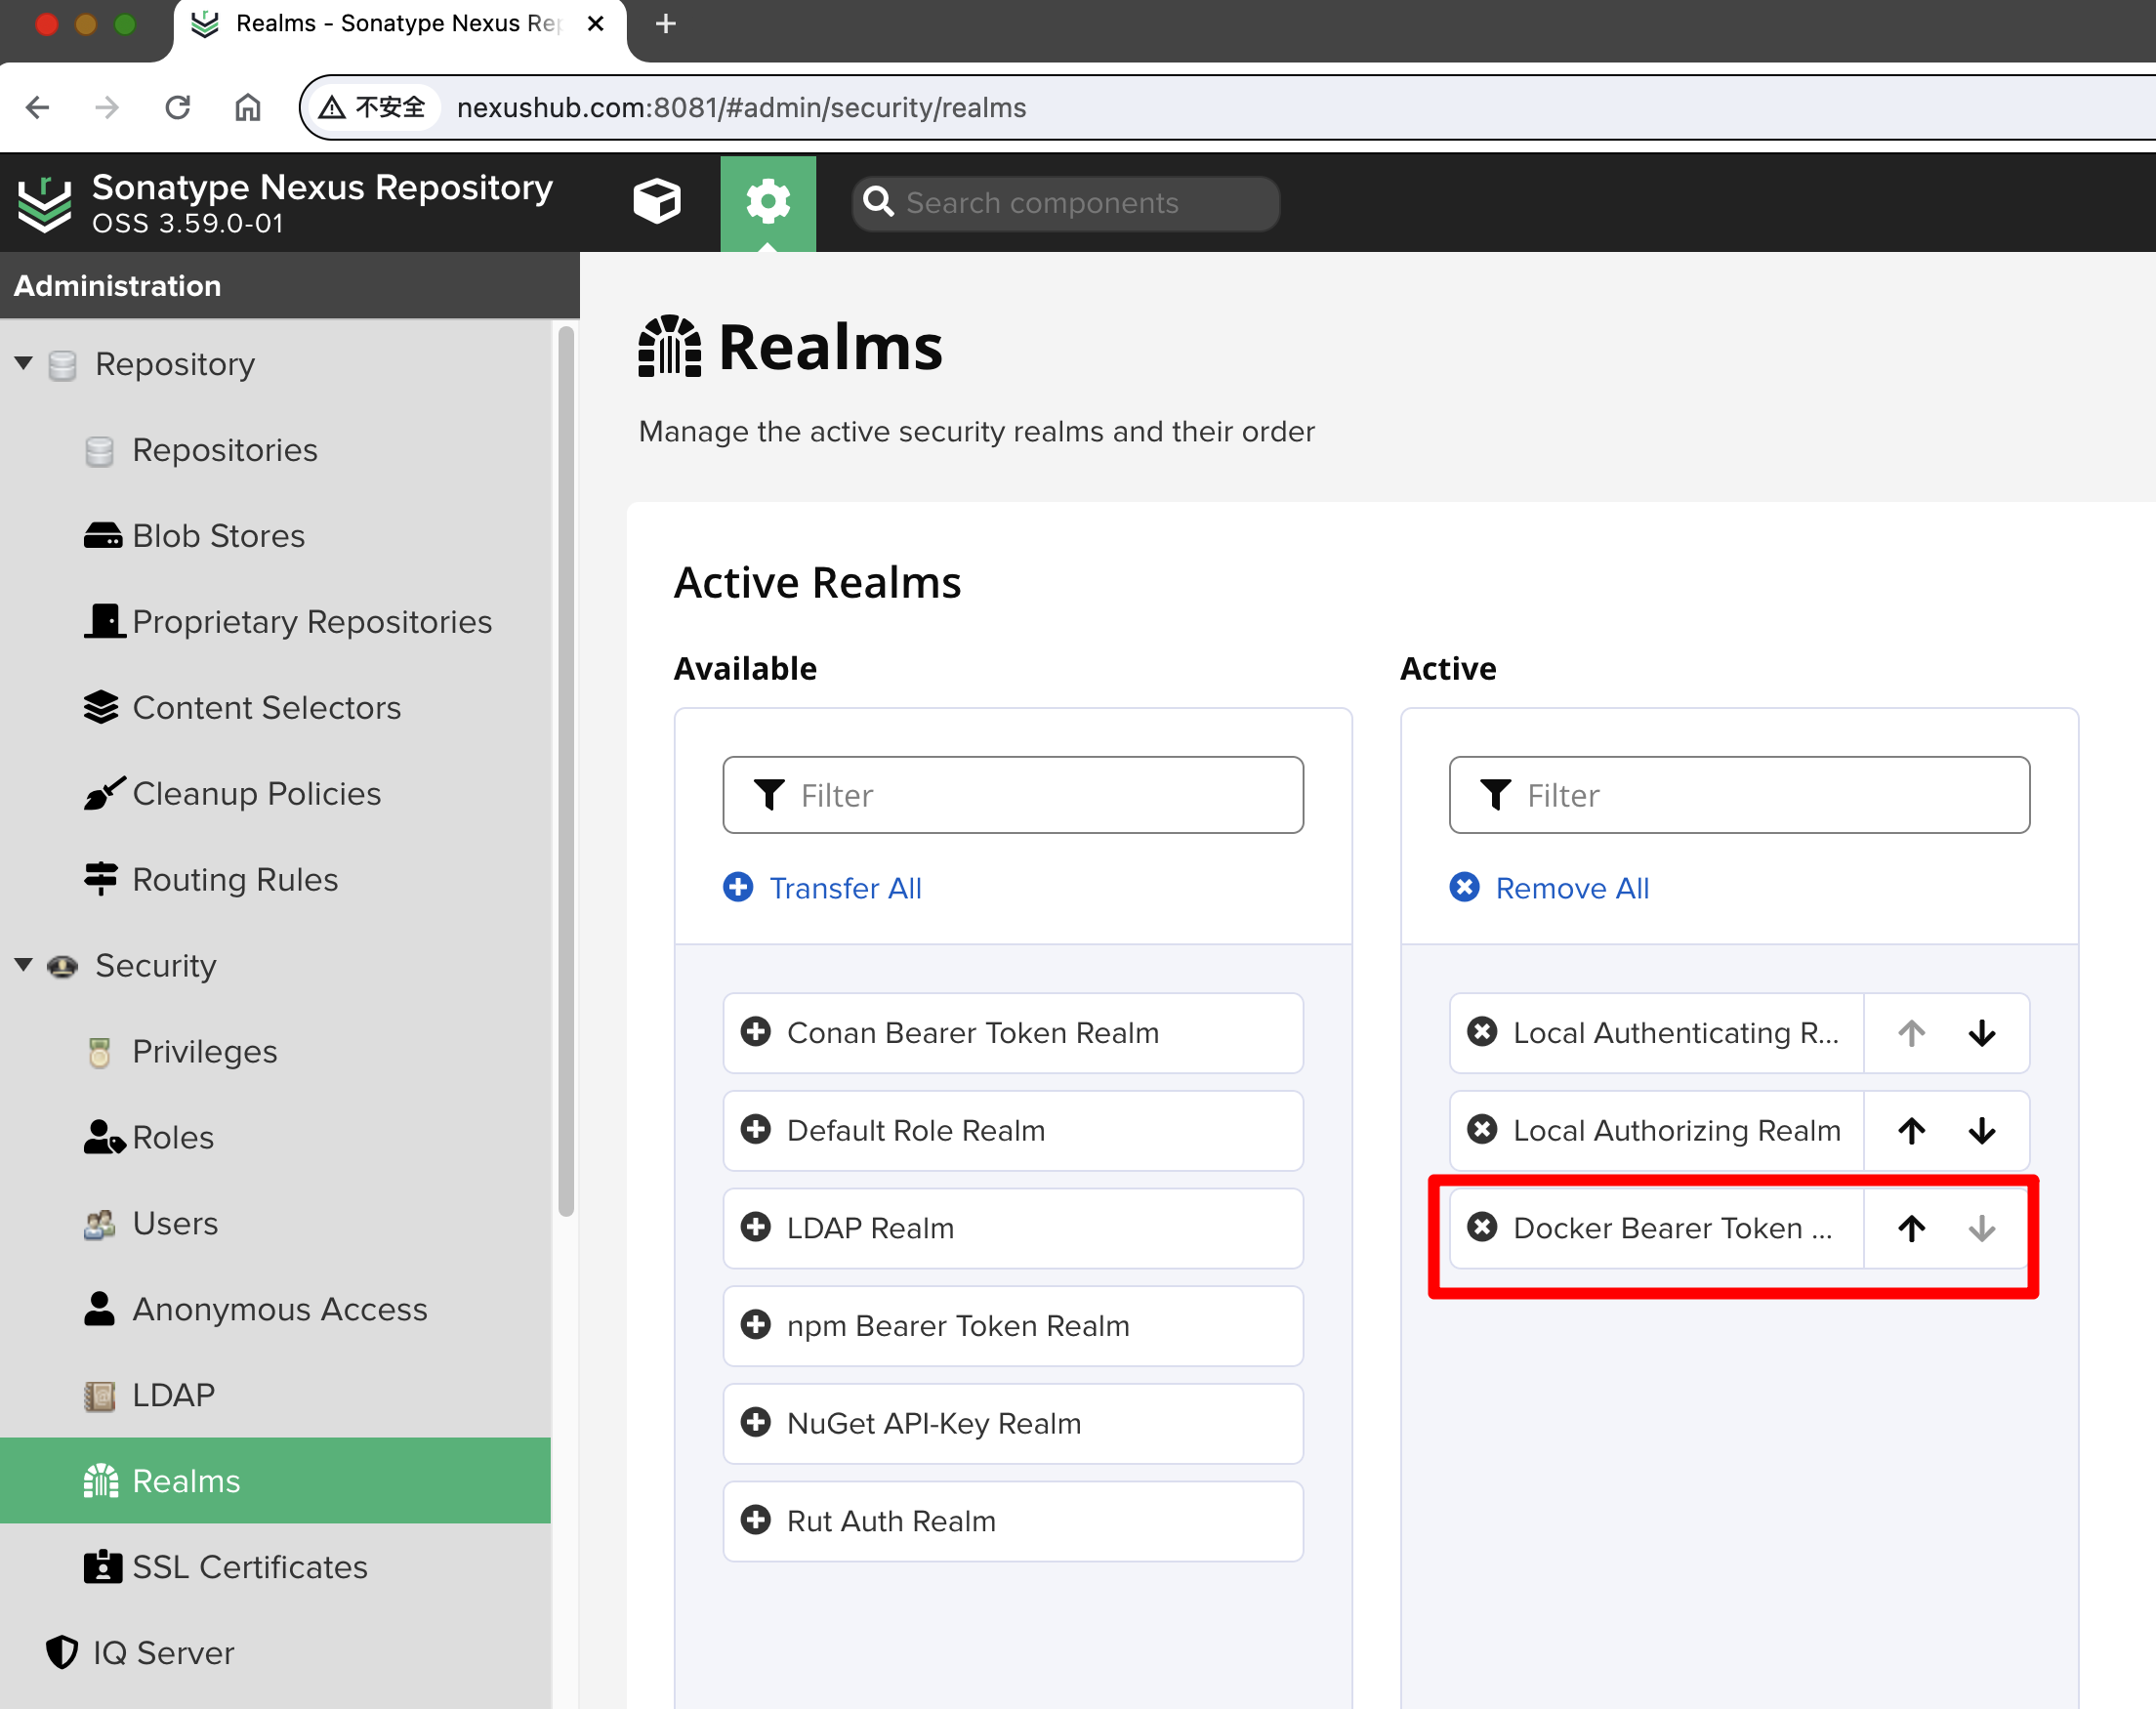 Realms - Sonatype Nexus Rep
不安全 nexushub.com:8081/#admin/security/realms
Sonatype Nexus Repository
OSS 3.59.0-01
Search components
Administration
Repository
Repositories
Blob Stores
Proprietary Repositories
Content Selectors
Cleanup Policies
Routing Rules
Security
Privileges
Roles
Users
Anonymous Access
LDAP
Realms
SSL Certificates
IQ Server
Realms
Manage the active security realms and their order
Active Realms
Available
Filter
Transfer All
Conan Bearer Token Realm
Default Role Realm
LDAP Realm
npm Bearer Token Realm
NuGet API-Key Realm
Rut Auth Realm
Active
Filter
Remove All
Local Authenticating R...
Local Authorizing Realm
Docker Bearer Token ...